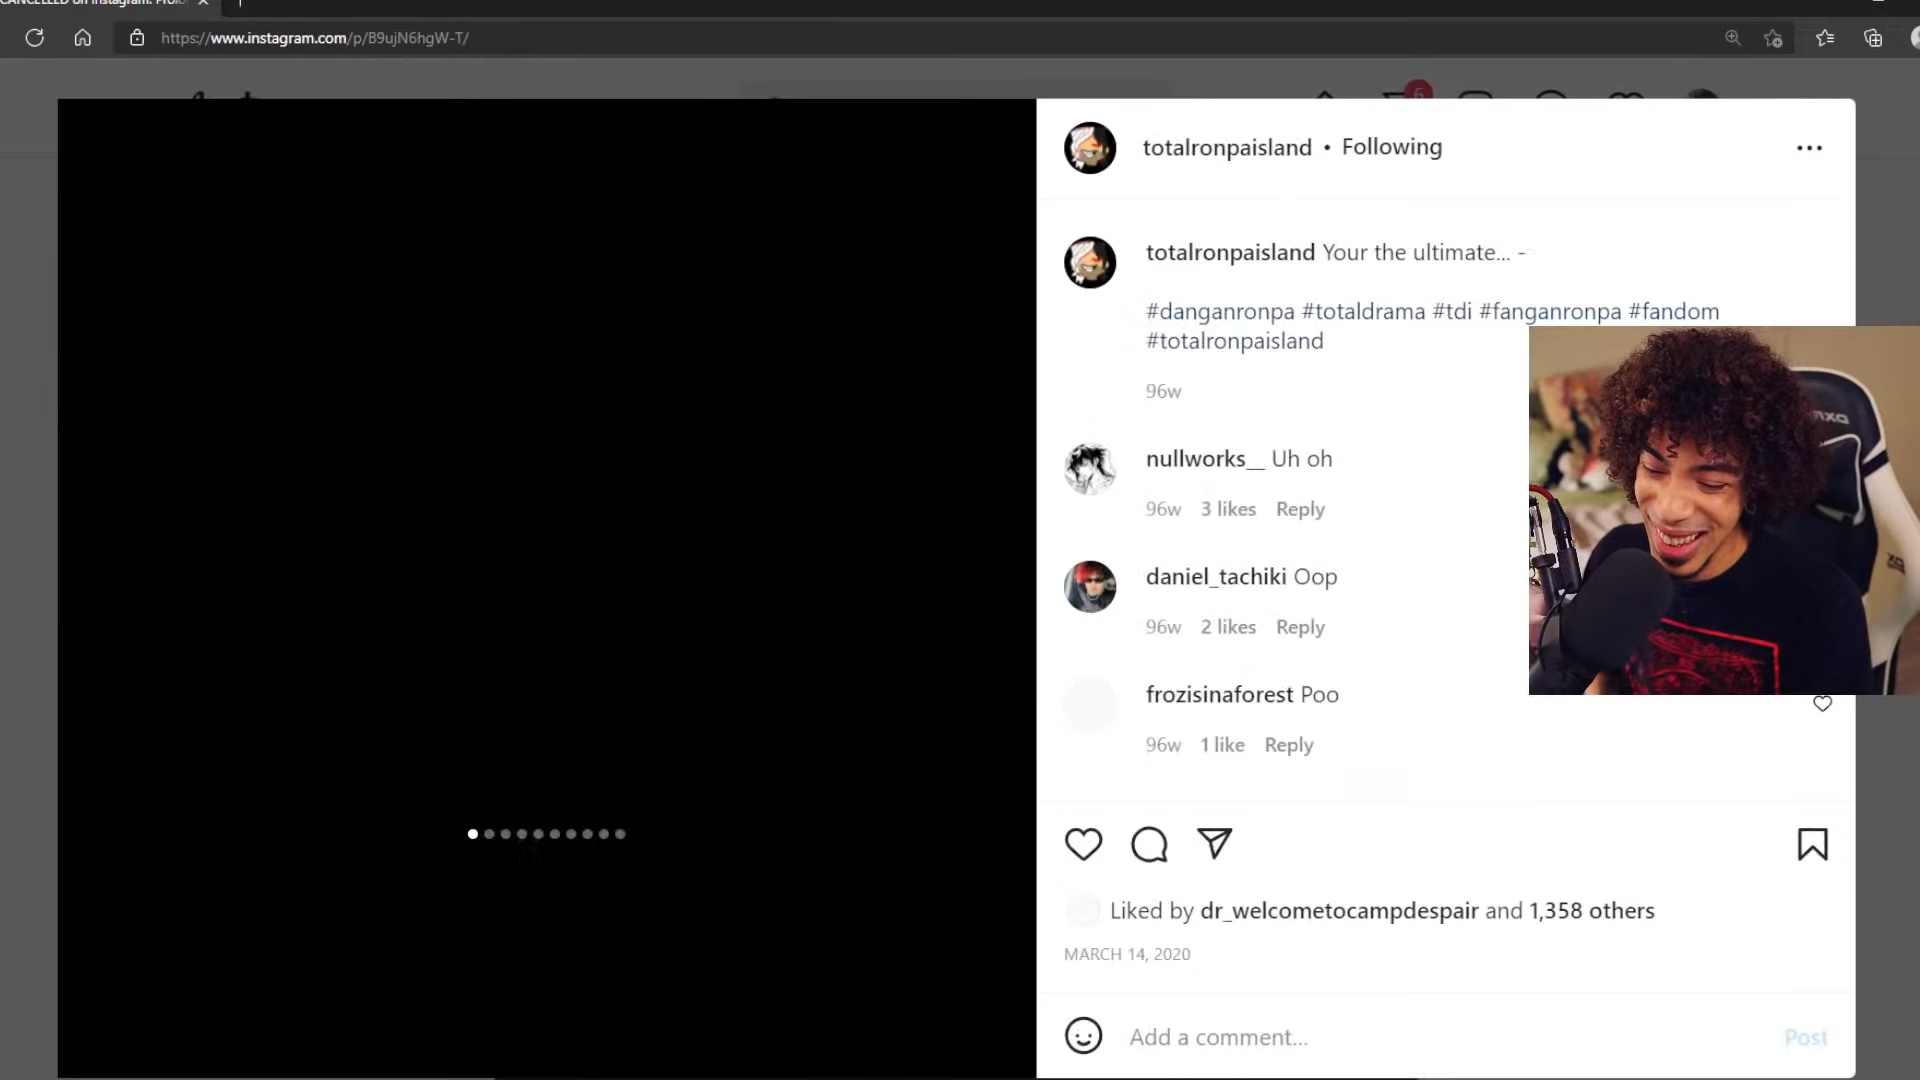 https://www.instagram.com/p/B9ujN6hgW-T/
6
totalronpaisland • Following
totalronpaisland Your the ultimate... -
#danganronpa #totaldrama #tdi #fanganronpa #fandom
#totalronpaisland
96w
nullworks__ Uh oh
96w 3 likes Reply
daniel_tachiki Oop
96w 2 likes Reply
frozisinaforest Poo
96w 1 like Reply
Liked by dr_welcometocampdespair and 1,358 others
MARCH 14, 2020
Add a comment...
Post